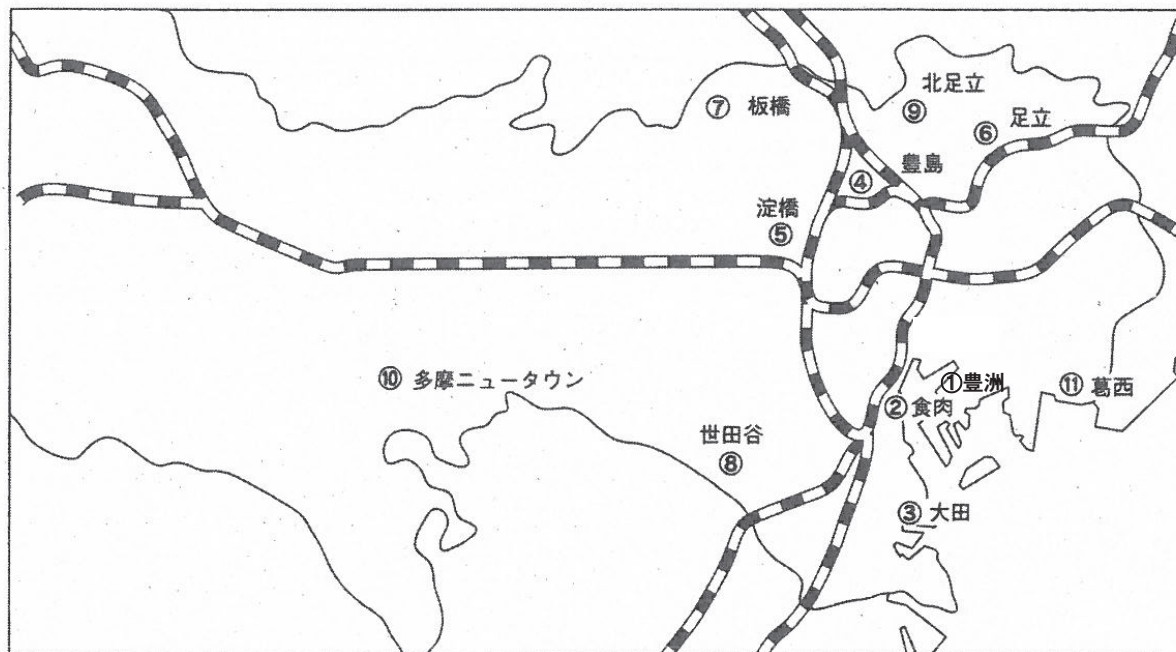 北足立
⑨
⑦ 板橋
足立
⑥
豊島
④
淀橋
⑤
⑩ 多摩ニュータウン
①豊洲
⑪ 葛西
② 食肉
世田谷
⑧
③ 大田